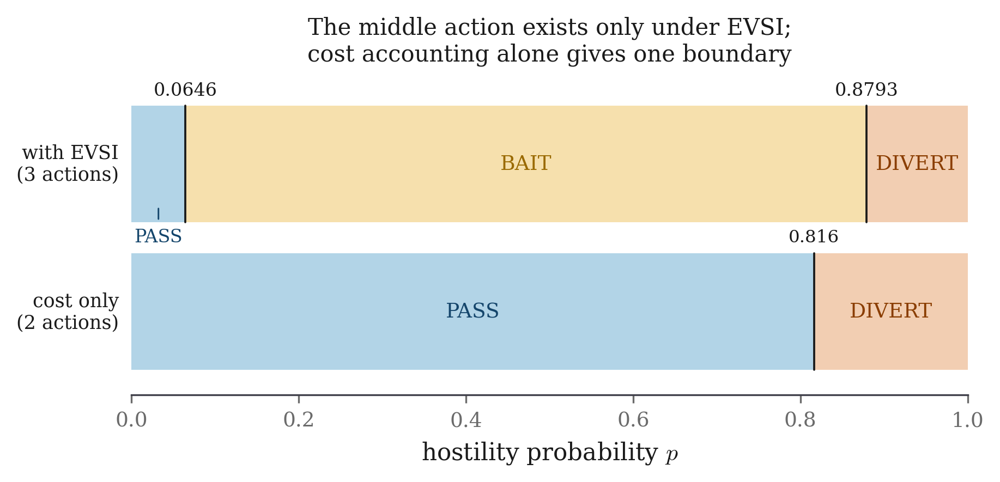 The middle action exists only under EVSI;
cost accounting alone gives one boundary
0.0646
0.8793
with EVSI
(3 actions)
BAIT
DIVERT
PASS
0.816
cost only
(2 actions)
PASS
DIVERT
0.0
0.2
0.4
0.6
0.8
1.0
hostility probability p